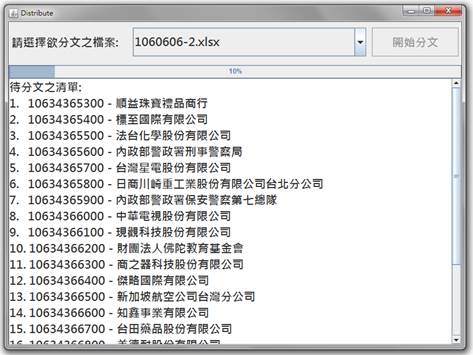 Distribute
請選擇欲分文之檔案:
1060606-2.xlsx
開始分文
10%
待分文之清單:
1. 10634365300 - 順益珠寶禮品商行
2. 10634365400 - 標至國際有限公司
3. 10634365500 - 法台化學股份有限公司
4. 10634365600 - 內政部警政署刑事警察局
5. 10634365700 - 台灣星電股份有限公司
6. 10634365800 - 日商川崎重工業股份有限公司台北分公司
7. 10634365900 - 內政部警政署保安警察第七總隊
8. 10634366000 - 中華電視股份有限公司
9. 10634366100 - 現觀科技股份有限公司
10. 10634366200 - 財團法人佛陀教育基金會
11. 10634366300 - 商之器科技股份有限公司
12. 10634366400 - 傑略國際有限公司
13. 10634366500 - 新加坡航空公司台灣分公司
14. 10634366600 - 知鑫事業有限公司
15. 10634366700 - 台田藥品股份有限公司